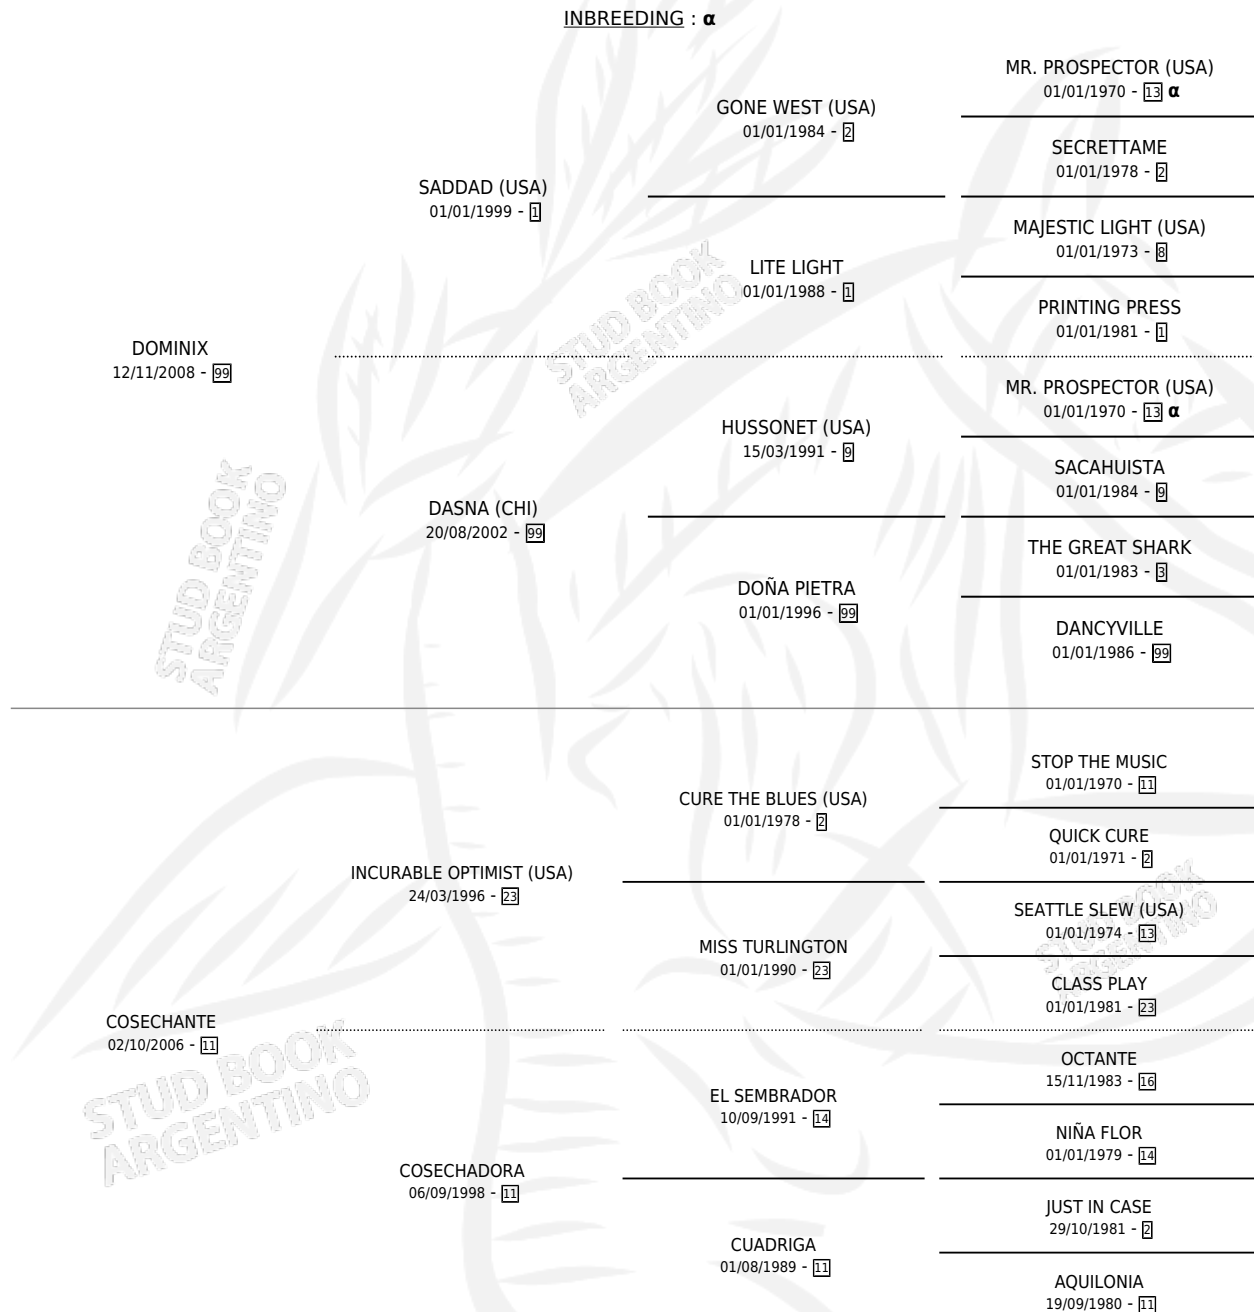 INBREEDING : α
MR. PROSPECTOR (USA)
01/01/1970 - 13 α
GONE WEST (USA)
01/01/1984 - 2
SECRETTAME
01/01/1978 - 2
SADDAD (USA)
01/01/1999 - 1
MAJESTIC LIGHT (USA)
01/01/1973 - 8
LITE LIGHT
01/01/1988 - 1
PRINTING PRESS
01/01/1981 - 1
DOMINIX
12/11/2008 - 99
MR. PROSPECTOR (USA)
01/01/1970 - 13 α
HUSSONET (USA)
15/03/1991 - 9
SACAHUISTA
01/01/1984 - 9
DASNA (CHI)
20/08/2002 - 99
THE GREAT SHARK
01/01/1983 - 3
DOÑA PIETRA
01/01/1996 - 99
DANCYVILLE
01/01/1986 - 99
STOP THE MUSIC
01/01/1970 - 11
CURE THE BLUES (USA)
01/01/1978 - 2
QUICK CURE
01/01/1971 - 2
INCURABLE OPTIMIST (USA)
24/03/1996 - 23
SEATTLE SLEW (USA)
01/01/1974 - 13
MISS TURLINGTON
01/01/1990 - 23
CLASS PLAY
01/01/1981 - 23
COSECHANTE
02/10/2006 - 11
OCTANTE
15/11/1983 - 16
EL SEMBRADOR
10/09/1991 - 14
NIÑA FLOR
01/01/1979 - 14
COSECHADORA
06/09/1998 - 11
JUST IN CASE
29/10/1981 - 2
CUADRIGA
01/08/1989 - 11
AQUILONIA
19/09/1980 - 11
STUD BOOK
ARGENTINO
STUD BOOK
ARGENTINO
STUD BOOK
ARGENTINO
STUD BOOK
ARGENTINO